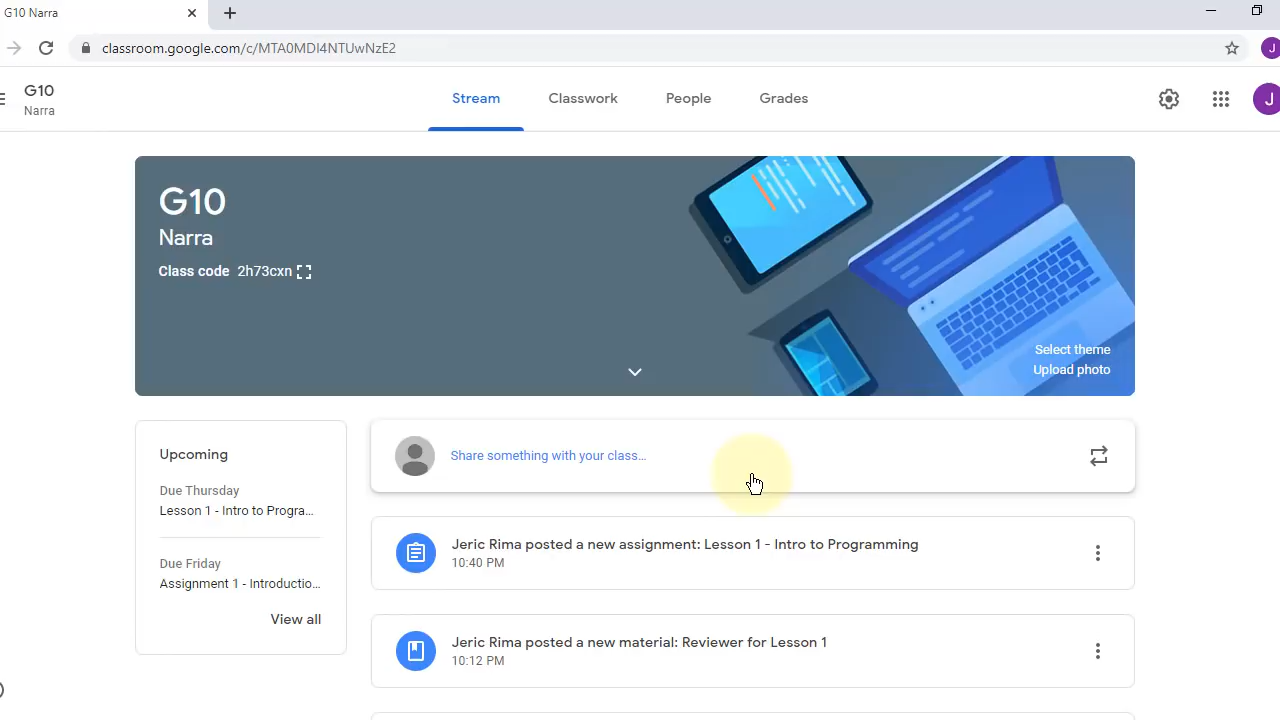 G10 Narra
classroom.google.com/c/MTA0MDI4NTUwNzE2
G10
Narra
Stream
Classwork
People
Grades
J
J
G10
Narra
Class code 2h73cxn
Select theme
Upload photo
Upcoming
Due Thursday
Lesson 1 - Intro to Progra...
Due Friday
Assignment 1 - Introductio...
View all
Share something with your class...
Jeric Rima posted a new assignment: Lesson 1 - Intro to Programming
10:40 PM
Jeric Rima posted a new material: Reviewer for Lesson 1
10:12 PM